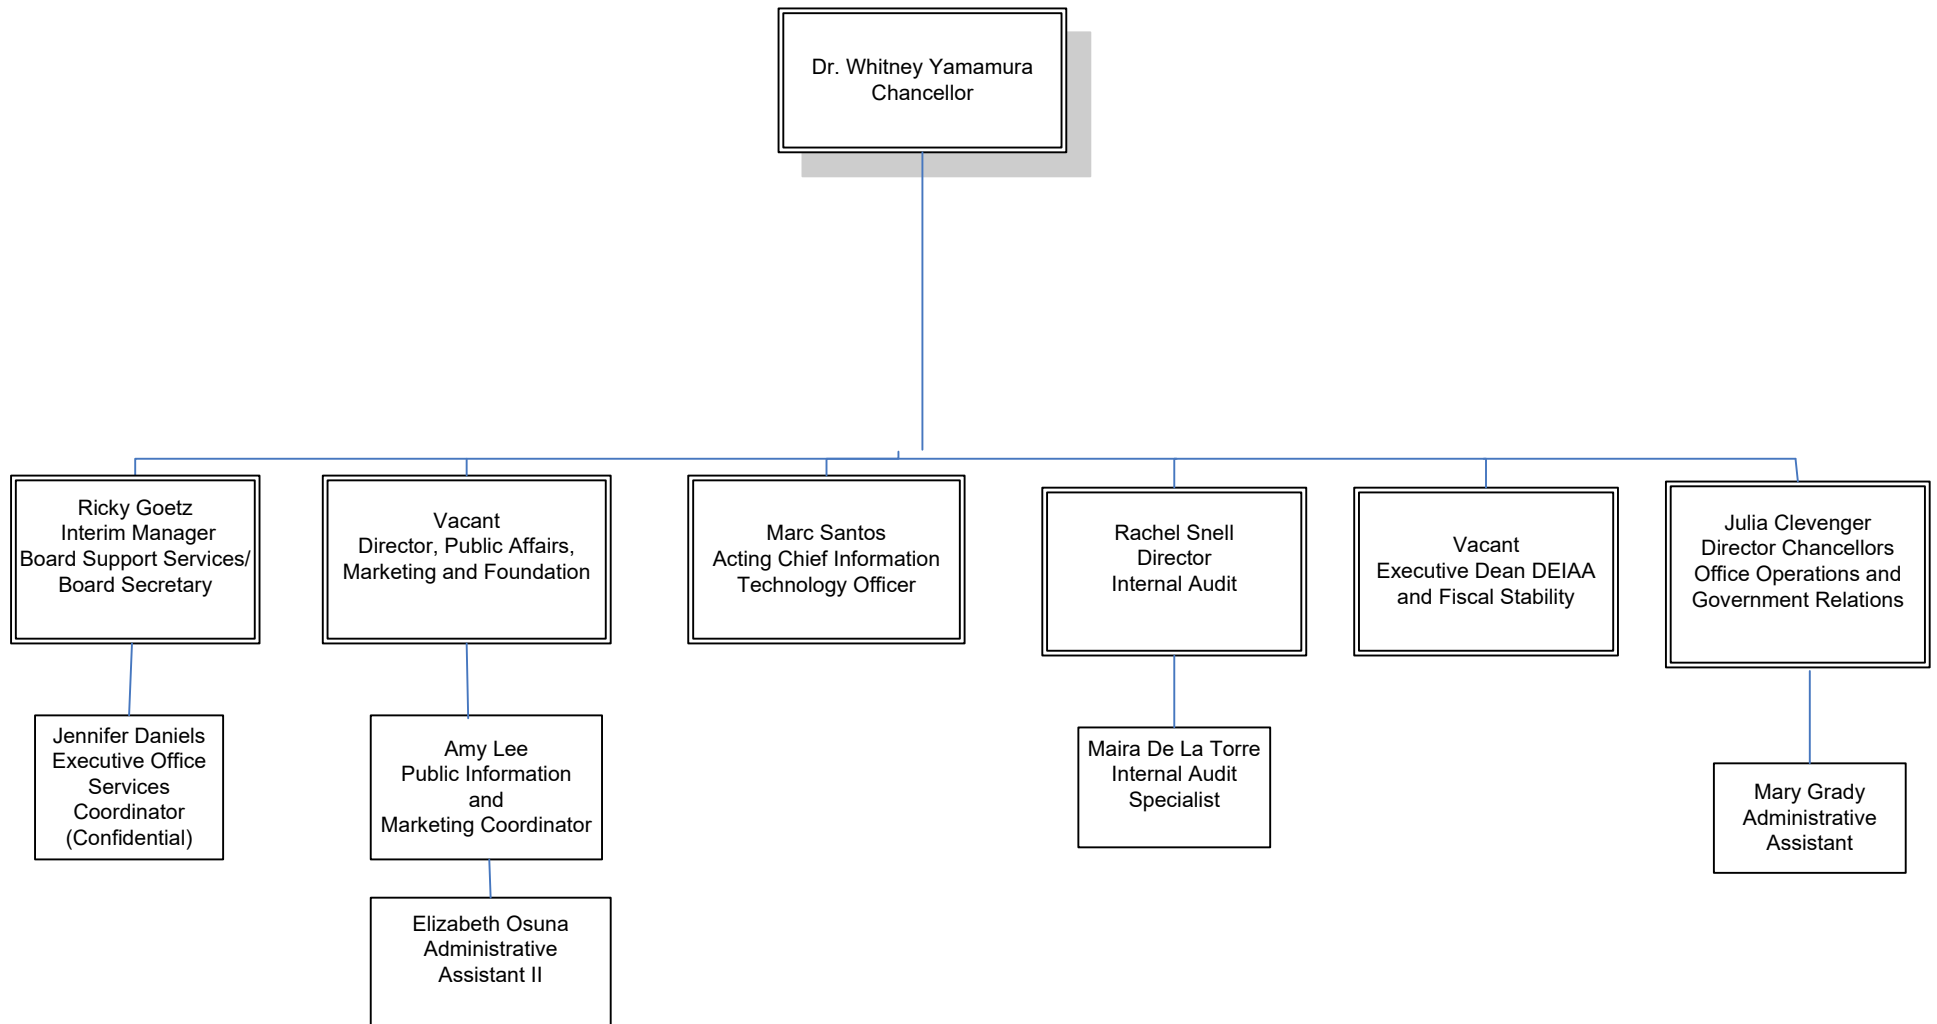 Dr. Whitney Yamamura
Chancellor
Ricky Goetz
Interim Manager
Board Support Services/
Board Secretary
Vacant
Director, Public Affairs,
Marketing and Foundation
Marc Santos
Acting Chief Information
Technology Officer
Rachel Snell
Director
Internal Audit
Vacant
Executive Dean DEIAA
and Fiscal Stability
Julia Clevenger
Director Chancellors
Office Operations and
Government Relations
Jennifer Daniels
Executive Office
Services
Coordinator
(Confidential)
Amy Lee
Public Information
and
Marketing Coordinator
Maira De La Torre
Internal Audit
Specialist
Mary Grady
Administrative
Assistant
Elizabeth Osuna
Administrative
Assistant II